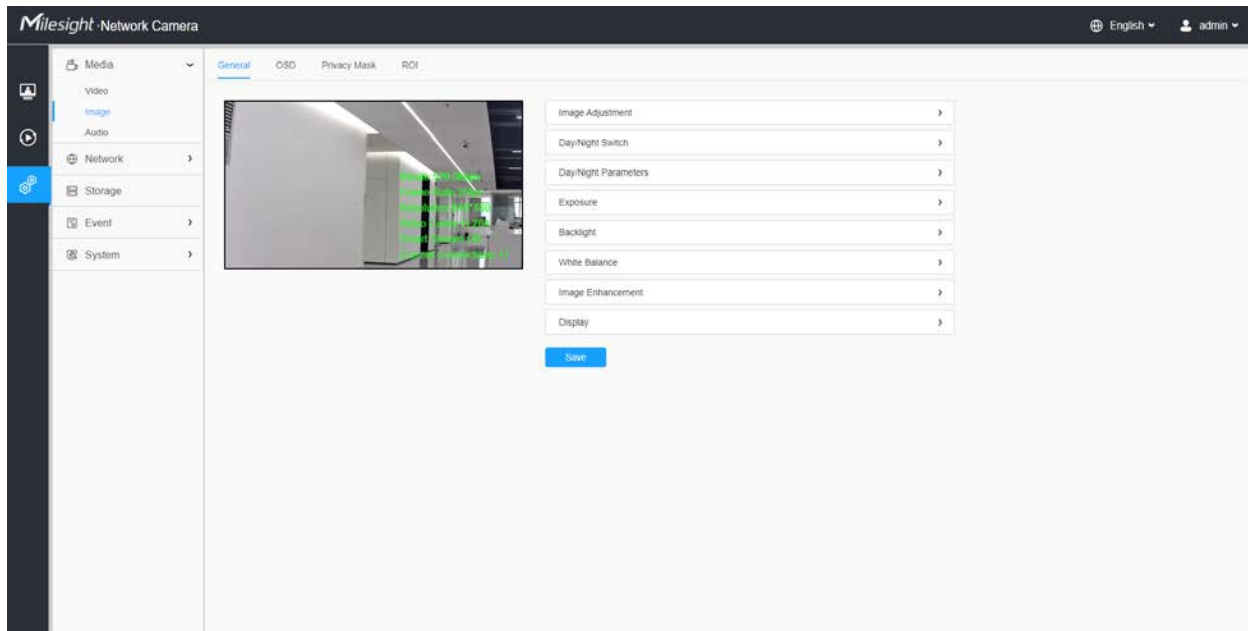 Milesight · Network Camera
English
admin
Media
Video
Image
Audio
Network
Storage
Event
System
General OSD Privacy Mask ROI
Image Adjustment
Day/Night Switch
Day/Night Parameters
Exposure
Backlight
White Balance
Image Enhancement
Display
Save